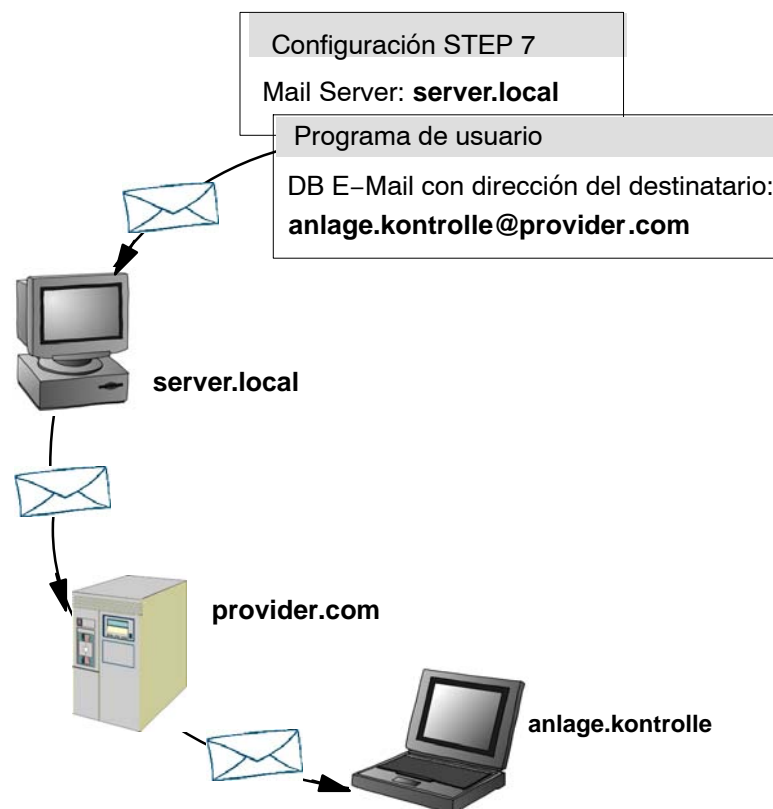 Configuración STEP 7
Mail Server: server.local
Programa de usuario
DB E−Mail con dirección del destinatario:
anlage.kontrolle@provider.com
server.local
provider.com
anlage.kontrolle